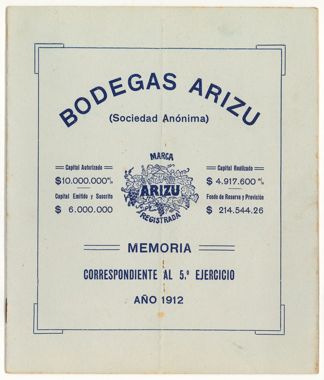 BODEGAS ARIZU
(Sociedad Anónima)
MARCA
ARIZU
REGISTRADA
Capital Autorizado
$10.000.000 m/n
Capital Emitido y Suscrito
$ 6.000.000
Capital Realizado
$ 4.917.600 m/n
Fondo de Reserva y Previsión
$ 214.544.26
MEMORIA
CORRESPONDIENTE AL 5.º EJERCICIO
AÑO 1912